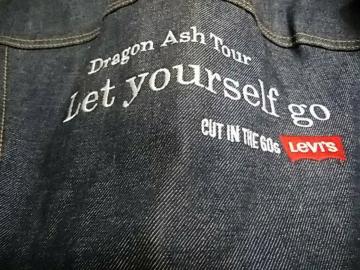 Dragon Ash Tour
Let yourself go
CUT IN THE 60s Levi's